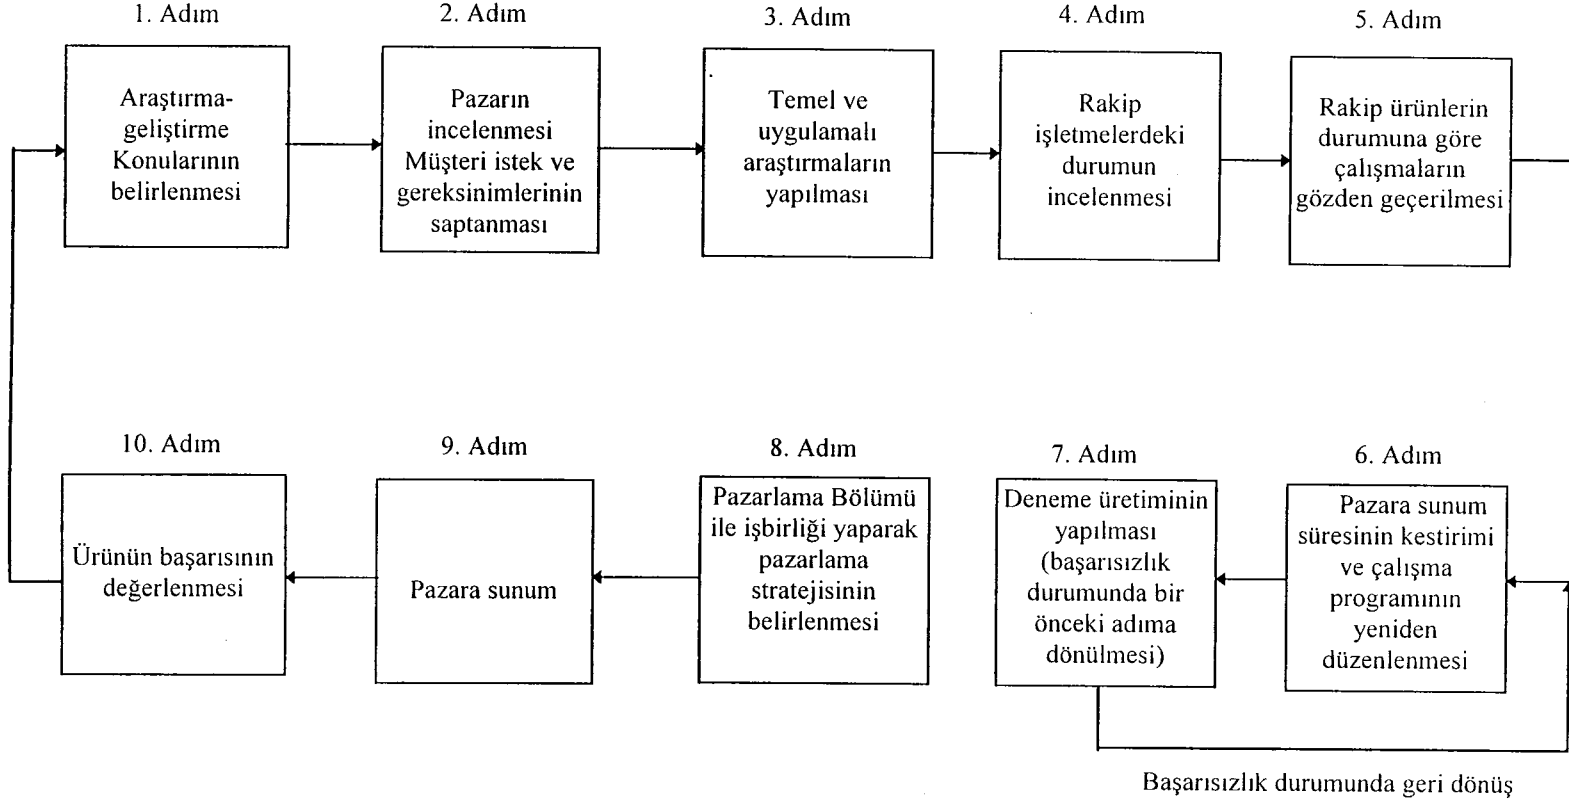 1. Adım
Araştırma-
geliştirme
Konularının
belirlenmesi
2. Adım
Pazarın
incelenmesi
Müşteri istek ve
gereksinimlerinin
saptanması
3. Adım
Temel ve
uygulamalı
araştırmaların
yapılması
4. Adım
Rakip
işletmelerdeki
durumun
incelenmesi
5. Adım
Rakip ürünlerin
durumuna göre
çalışmaların
gözden geçerilmesi
6. Adım
Pazara sunum
süresinin kestirimi
ve çalışma
programının
yeniden
düzenlenmesi
7. Adım
Deneme üretiminin
yapılması
(başarısızlık
durumunda bir
önceki adıma
dönülmesi)
8. Adım
Pazarlama Bölümü
ile işbirliği yaparak
pazarlama
stratejisinin
belirlenmesi
9. Adım
Pazara sunum
10. Adım
Ürünün başarısının
değerlenmesi
Başarısızlık durumunda geri dönüş